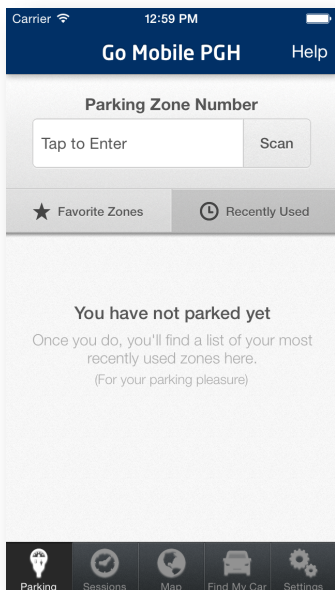 Carrier 12:59 PM
Go Mobile PGH Help
Parking Zone Number
Tap to Enter Scan
Favorite Zones Recently Used
You have not parked yet
Once you do, you'll find a list of your most
recently used zones here.
(For your parking pleasure)
Parking Sessions Map Find My Car Settings